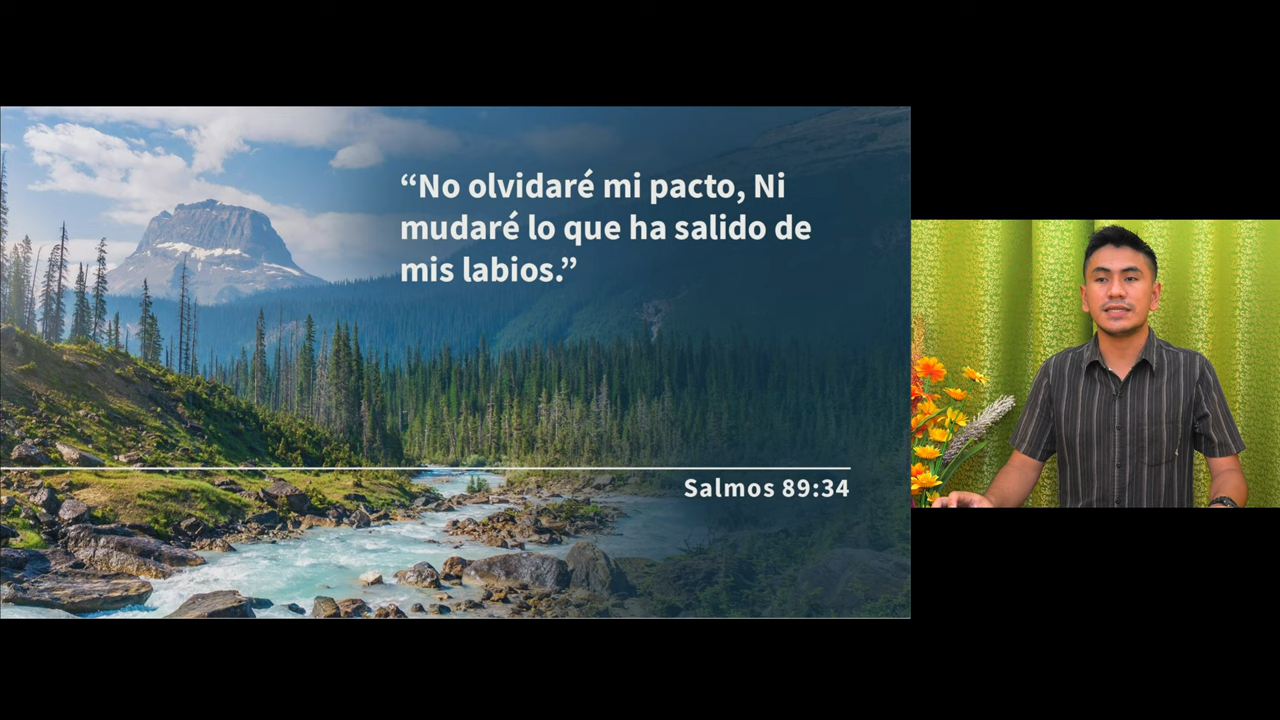 “No olvidaré mi pacto, Ni
mudaré lo que ha salido de
mis labios.”
Salmos 89:34